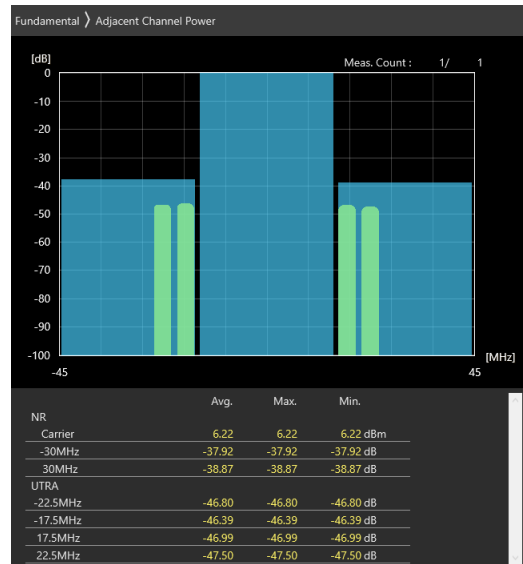 Fundamental 〉 Adjacent Channel Power
[dB]
Meas. Count : 1/ 1
0
-10
-20
-30
-40
-50
-60
-70
-80
-90
-100
[MHz]
-45 45
Avg. Max. Min.
NR
Carrier 6.22 6.22 6.22 dBm
-30MHz -37.92 -37.92 -37.92 dB
30MHz -38.87 -38.87 -38.87 dB
UTRA
-22.5MHz -46.80 -46.80 -46.80 dB
-17.5MHz -46.39 -46.39 -46.39 dB
17.5MHz -46.99 -46.99 -46.99 dB
22.5MHz -47.50 -47.50 -47.50 dB